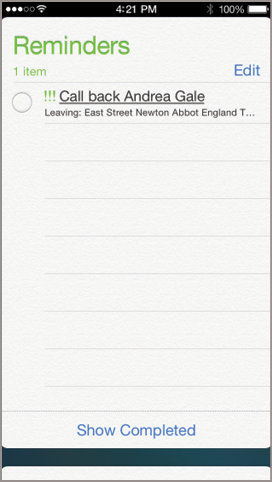 4:21 PM 100%
Reminders
1 item Edit
!!! Call back Andrea Gale
Leaving: East Street Newton Abbot England T...
Show Completed